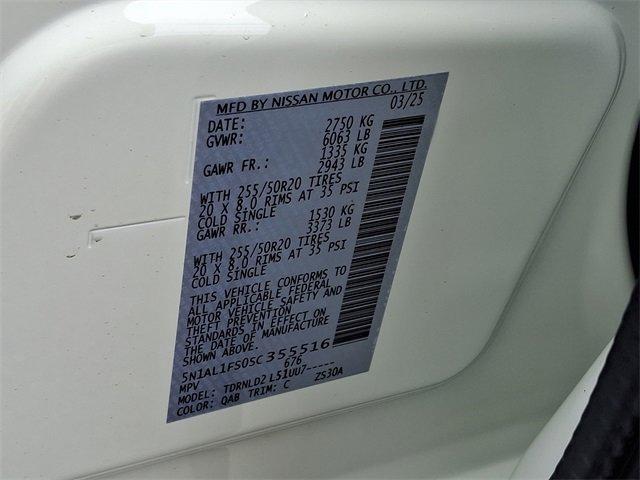 MFD BY NISSAN MOTOR CO., LTD.
DATE: 03/25
GVWR: 2750 KG
6063 LB
GAWR FR.: 1335 KG
2943 LB
WITH 255/50R20 TIRES
20 X 8.0 RIMS AT 35 PSI
COLD SINGLE
GAWR RR.: 1530 KG
3373 LB
WITH 255/50R20 TIRES
20 X 8.0 RIMS AT 35 PSI
COLD SINGLE
THIS VEHICLE CONFORMS TO
ALL APPLICABLE FEDERAL
MOTOR VEHICLE SAFETY AND
THEFT PREVENTION
STANDARDS IN EFFECT ON
THE DATE OF MANUFACTURE
SHOWN ABOVE.
5N1AL1FS0SC355516
MPV 676
MODEL: TDRNLD2 L51UU7-----
COLOR: QAB TRIM: C ZS30A